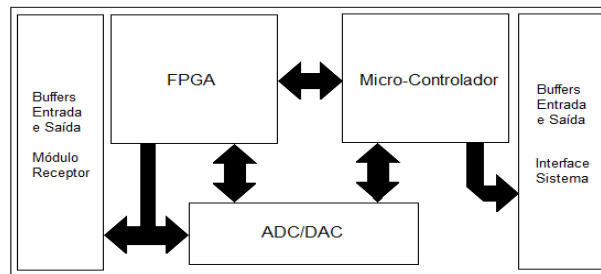 Buffers
Entrada
e Saída
Módulo
Receptor
FPGA
Micro-Controlador
ADC/DAC
Buffers
Entrada
e Saída
Interface
Sistema